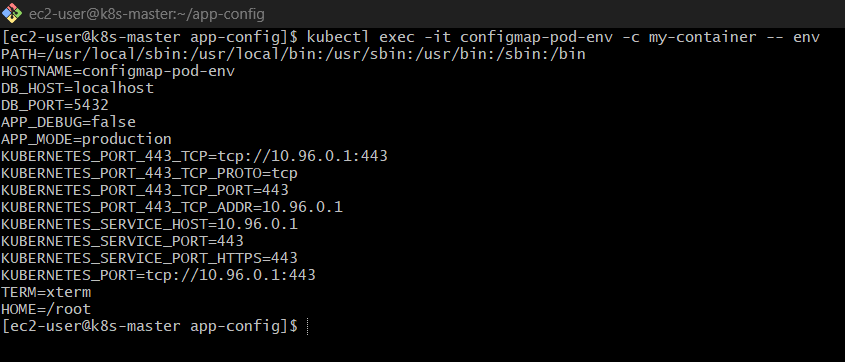 ec2-user@k8s-master:~/app-config
[ec2-user@k8s-master app-config]$ kubectl exec -it configmap-pod-env -c my-container -- env
PATH=/usr/local/sbin:/usr/local/bin:/usr/sbin:/usr/bin:/sbin:/bin
HOSTNAME=configmap-pod-env
DB_HOST=localhost
DB_PORT=5432
APP_DEBUG=false
APP_MODE=production
KUBERNETES_PORT_443_TCP=tcp://10.96.0.1:443
KUBERNETES_PORT_443_TCP_PROTO=tcp
KUBERNETES_PORT_443_TCP_PORT=443
KUBERNETES_PORT_443_TCP_ADDR=10.96.0.1
KUBERNETES_SERVICE_HOST=10.96.0.1
KUBERNETES_SERVICE_PORT=443
KUBERNETES_SERVICE_PORT_HTTPS=443
KUBERNETES_PORT=tcp://10.96.0.1:443
TERM=xterm
HOME=/root
[ec2-user@k8s-master app-config]$